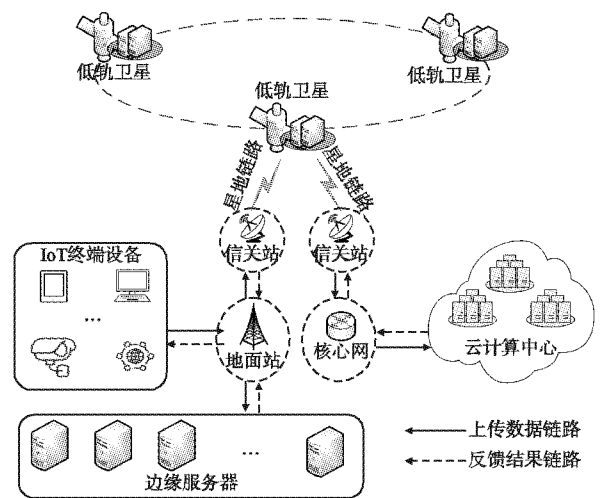 低轨卫星
低轨卫星
低轨卫星
星地链路
星地链路
信关站
信关站
IoT终端设备
...
地面站
核心网
云计算中心
...
边缘服务器
上传数据链路
反馈结果链路